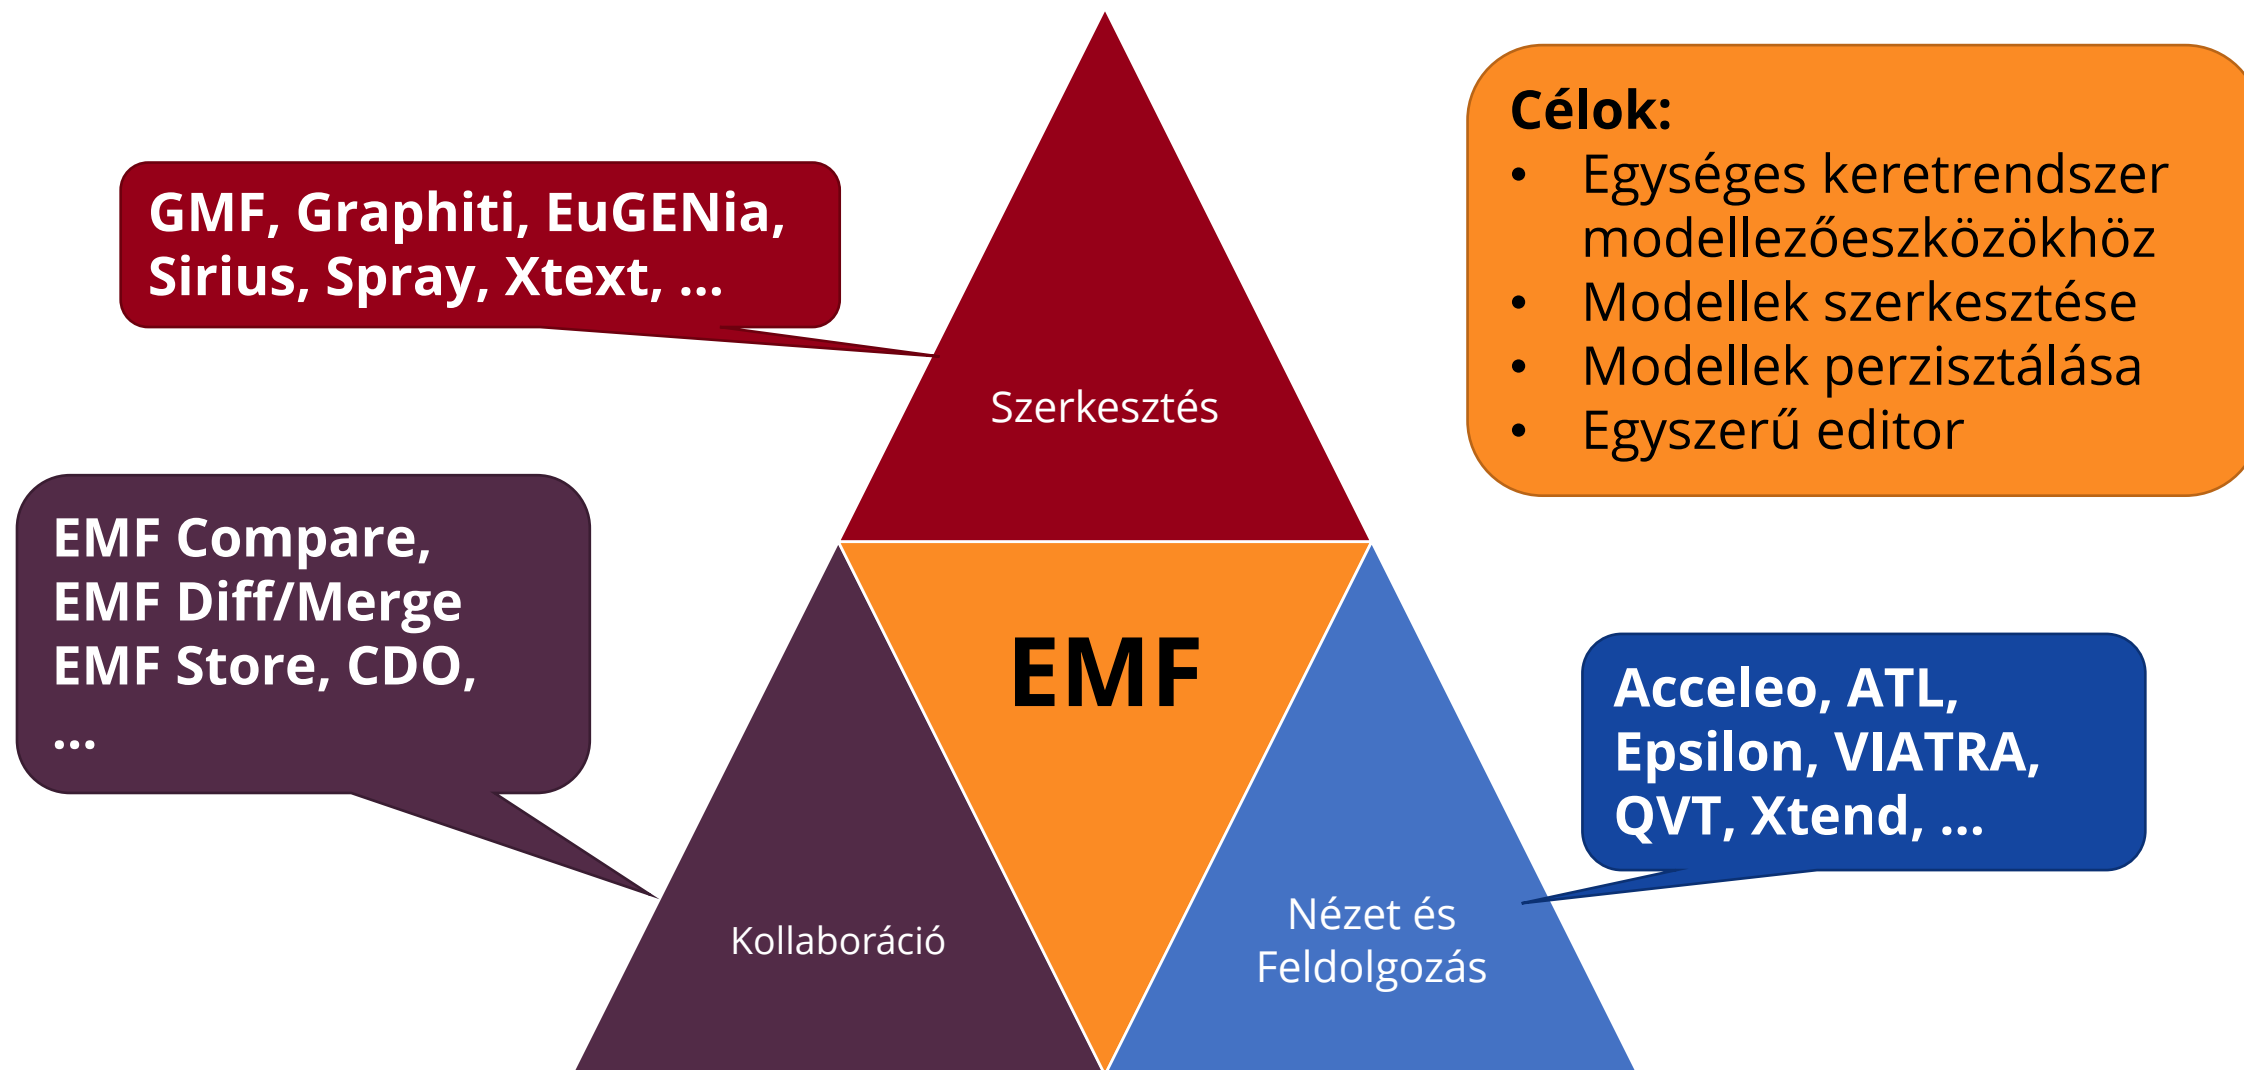 Célok:
• Egységes keretrendszer
modellezőeszközökhöz
• Modellek szerkesztése
• Modellek perzisztálása
• Egyszerű editor
GMF, Graphiti, EuGENia,
Sirius, Spray, Xtext, ...
Szerkesztés
EMF Compare,
EMF Diff/Merge
EMF Store, CDO,
...
EMF
Acceleo, ATL,
Epsilon, VIATRA,
QVT, Xtend, ...
Kollaboráció
Nézet és
Feldolgozás